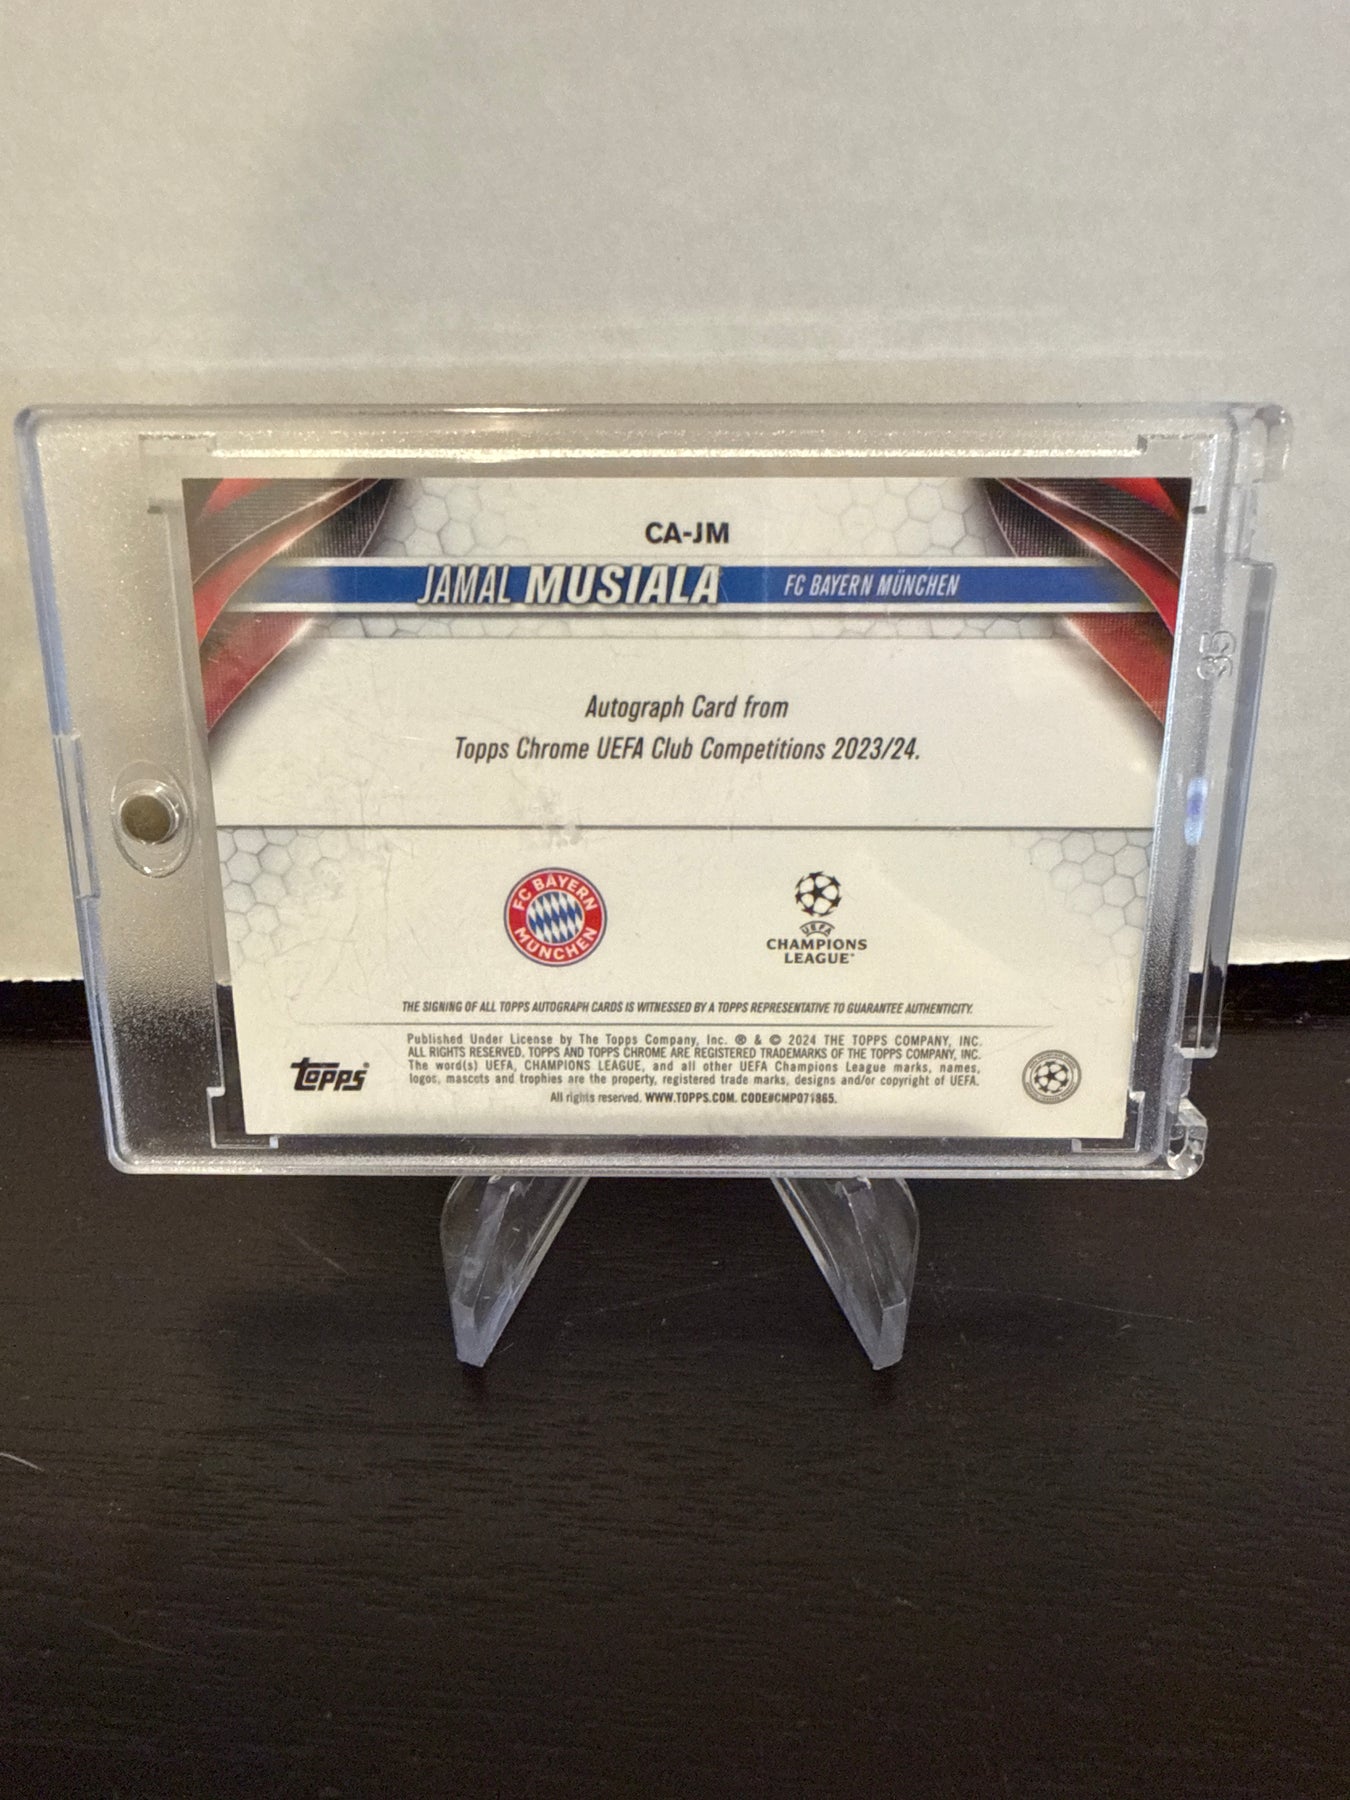 CA-JM
JAMAL MUSIALA FC BAYERN MÜNCHEN
35
Autograph Card from
Topps Chrome UEFA Club Competitions 2023/24.
FC BAYERN
MÜNCHEN
UEFA
CHAMPIONS
LEAGUE™
THE SIGNING OF ALL TOPPS AUTOGRAPH CARDS IS WITNESSED BY A TOPPS REPRESENTATIVE TO GUARANTEE AUTHENTICITY.
Published Under License by The Topps Company, Inc. ® & © 2024 THE TOPPS COMPANY, INC.
ALL RIGHTS RESERVED. TOPPS AND TOPPS CHROME ARE REGISTERED TRADEMARKS OF THE TOPPS COMPANY, INC.
The word(s) UEFA, CHAMPIONS LEAGUE, and all other UEFA Champions League marks, names,
logos, mascots and trophies are the property, registered trade marks, designs and/or copyright of UEFA.
All rights reserved. WWW.TOPPS.COM. CODE#CMP071865.
topps®